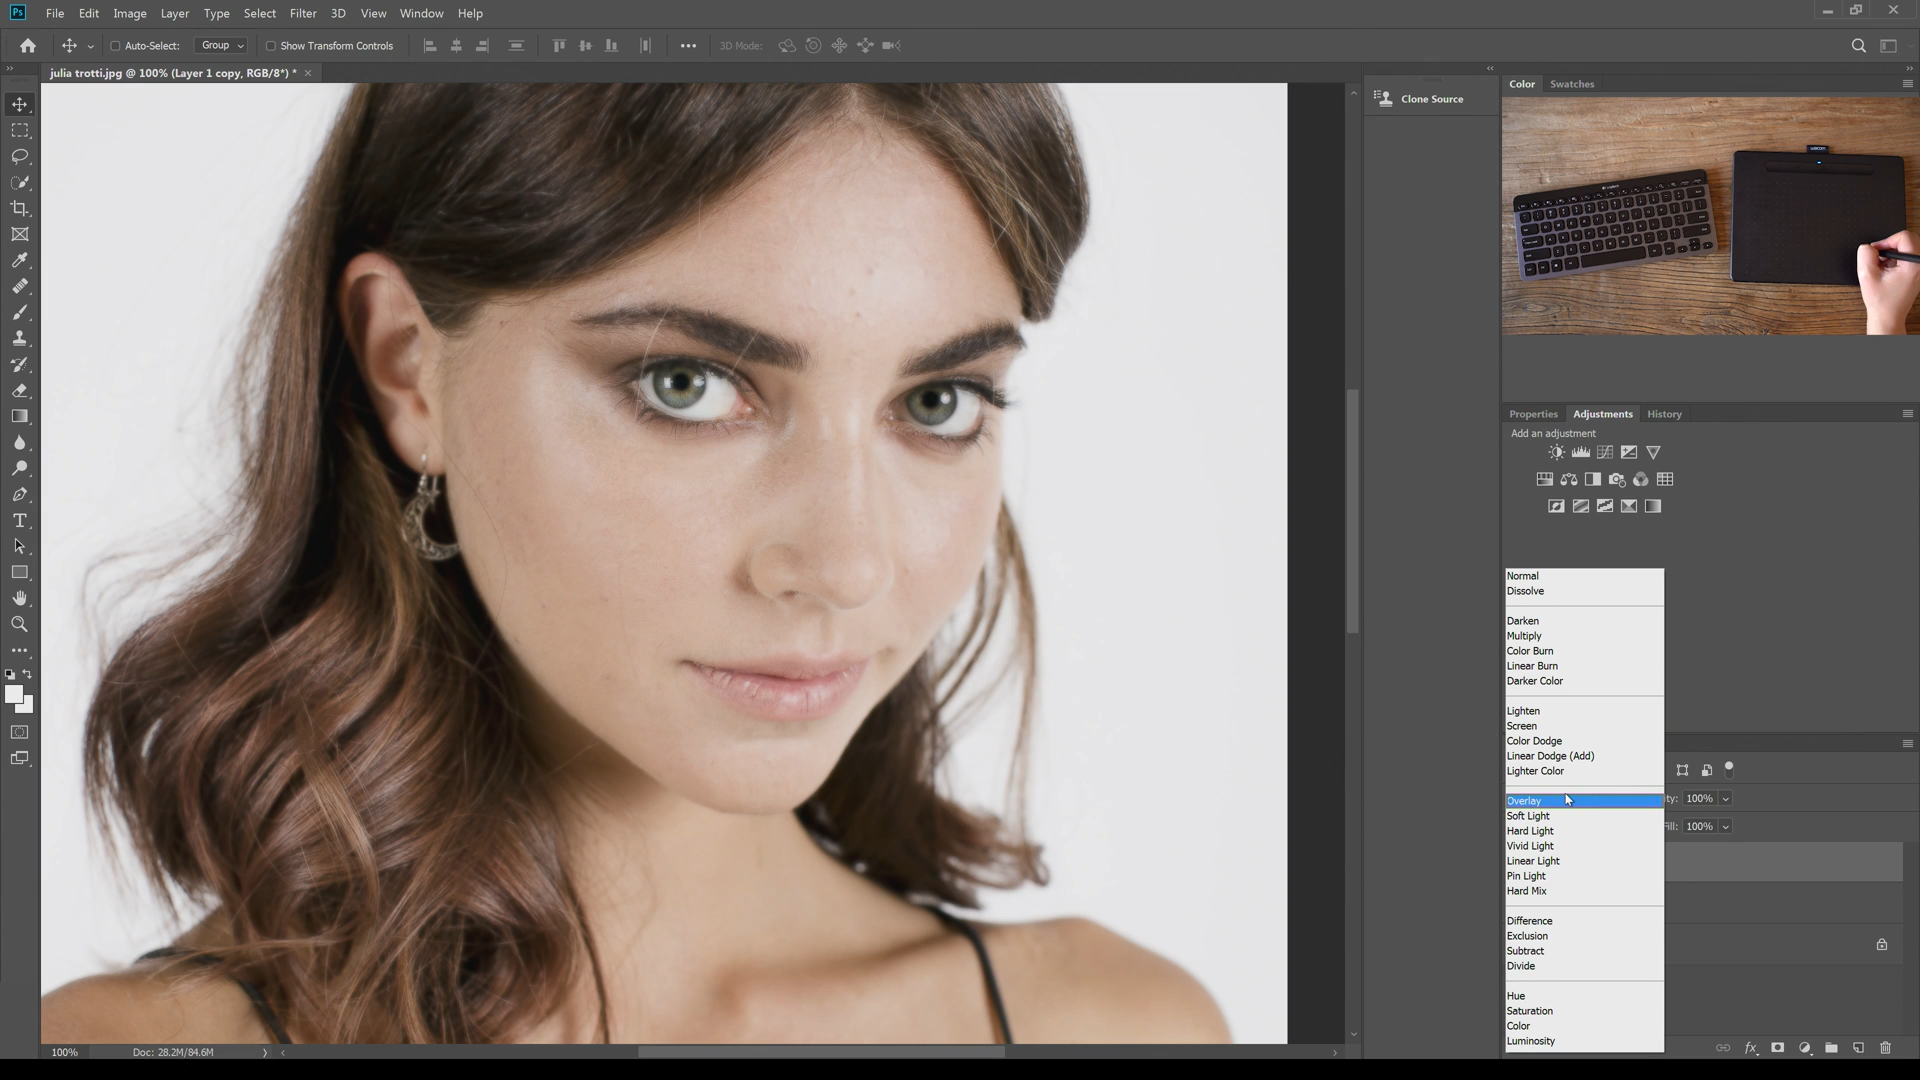 Ps File Edit Image Layer Type Select Filter 3D View Window Help
Auto-Select: Group Show Transform Controls 3D Mode:
julia trotti.jpg @ 100% (Layer 1 copy, RGB/8*) *
Clone Source
Color Swatches
Properties Adjustments History
Add an adjustment
Normal
Dissolve
Darken
Multiply
Color Burn
Linear Burn
Darker Color
Lighten
Screen
Color Dodge
Linear Dodge (Add)
Lighter Color
Overlay
Soft Light
Hard Light
Vivid Light
Linear Light
Pin Light
Hard Mix
Difference
Exclusion
Subtract
Divide
Hue
Saturation
Color
Luminosity
ity: 100%
Fill: 100%
100% Doc: 28.2M/84.6M